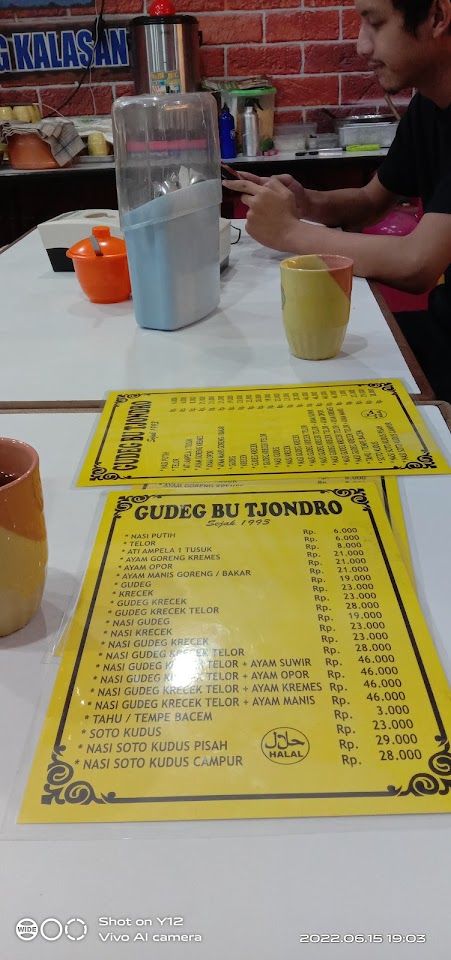 G KALASAN
GUDEG BU TJONDRO
Sejak 1993
GUDEG BU TJONDRO
Sejak 1993
* NASI PUTIH Rp. 6.000
* TELOR Rp. 6.000
* ATI AMPELA 1 TUSUK Rp. 8.000
* AYAM GORENG KREMES Rp. 21.000
* AYAM OPOR Rp. 21.000
* AYAM MANIS GORENG / BAKAR Rp. 21.000
* GUDEG Rp. 19.000
* KRECEK Rp. 23.000
* GUDEG KRECEK Rp. 23.000
* GUDEG KRECEK TELOR Rp. 28.000
* NASI GUDEG Rp. 19.000
* NASI KRECEK Rp. 23.000
* NASI GUDEG KRECEK Rp. 23.000
* NASI GUDEG KRECEK TELOR Rp. 28.000
* NASI GUDEG KRECEK TELOR + AYAM SUWIR Rp. 46.000
* NASI GUDEG KRECEK TELOR + AYAM OPOR Rp. 46.000
* NASI GUDEG KRECEK TELOR + AYAM KREMES Rp. 46.000
* NASI GUDEG KRECEK TELOR + AYAM MANIS Rp. 46.000
* TAHU / TEMPE BACEM Rp. 3.000
* SOTO KUDUS Rp. 23.000
* NASI SOTO KUDUS PISAH Rp. 29.000
* NASI SOTO KUDUS CAMPUR Rp. 28.000
حلال
HALAL
WIDE
Shot on Y12
Vivo AI camera
2022.06.15 19:03